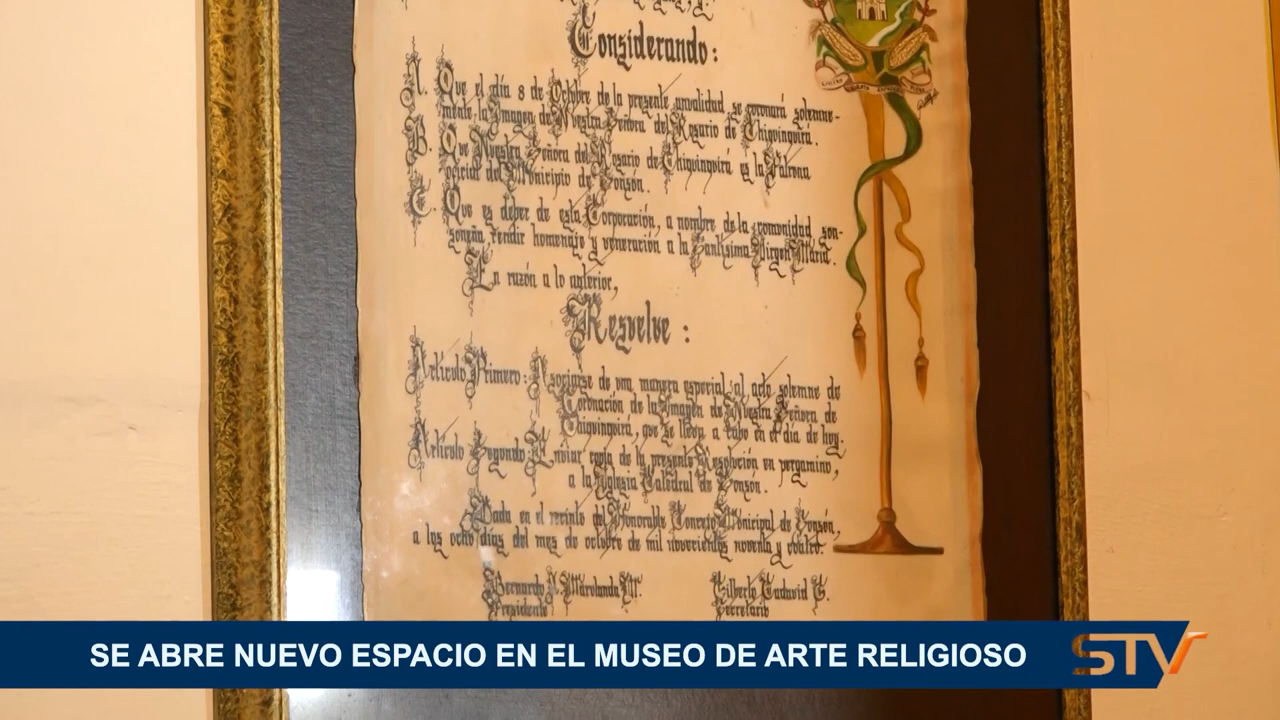 Considerando:
A. Que el día 8 de Octubre de la presente anualidad, se coronará solemne-
mente, la Imagen de Nuestra Señora del Rosario de Chiquinquirá.
B. Que Nuestra Señora del Rosario de Chiquinquirá es la Patrona
oficial del Municipio de Sonsón.
C. Que es deber de esta Corporación, a nombre de la comunidad son-
soneña, rendir homenaje y veneración a la Santísima Virgen María.
En razón a lo anterior,
Resuelve:
Artículo Primero: Asociarse de una manera especial al acto solemne de
Coronación de la Imagen de Nuestra Señora de
Chiquinquirá, que se lleva a cabo en el día de hoy.
Artículo Segundo: Enviar copia de la presente Resolución en pergamino,
a la Iglesia Catedral de Sonsón.
Dada en el recinto del Honorable Concejo Municipal de Sonsón,
a los ocho días del mes de octubre de mil novecientos noventa y cuatro.
Bernardo Marulanda M. Gilberto Cadavid
Presidente Secretario
SE ABRE NUEVO ESPACIO EN EL MUSEO DE ARTE RELIGIOSO
STV